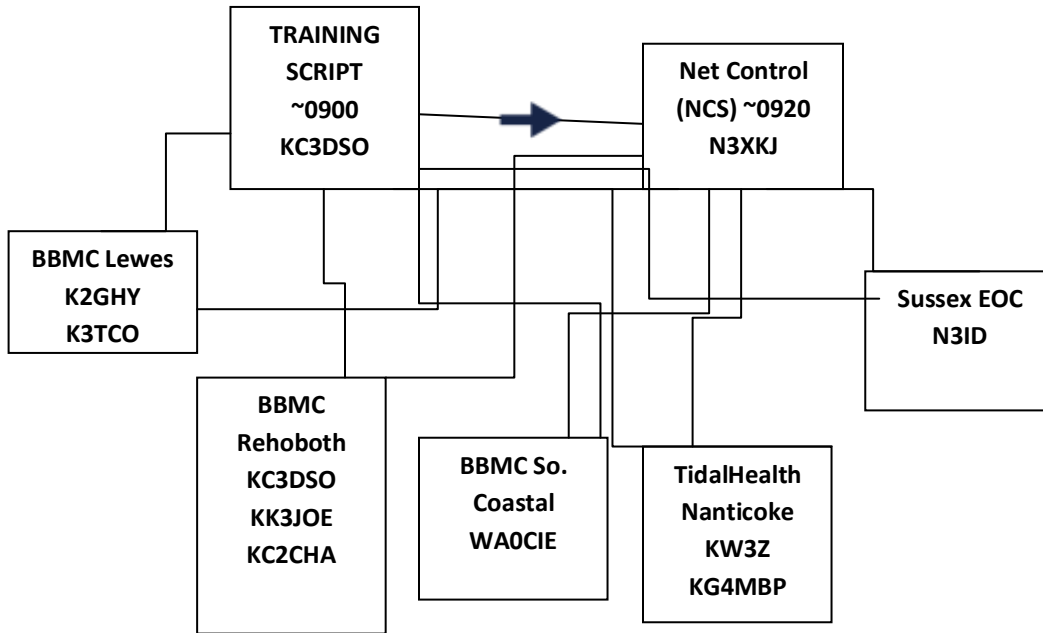 TRAINING
SCRIPT
~0900
KC3DSO
Net Control
(NCS) ~0920
N3XKJ
BBMC Lewes
K2GHY
K3TCO
Sussex EOC
N3ID
BBMC
Rehoboth
KC3DSO
KK3JOE
KC2CHA
BBMC So.
Coastal
WA0CIE
TidalHealth
Nanticoke
KW3Z
KG4MBP